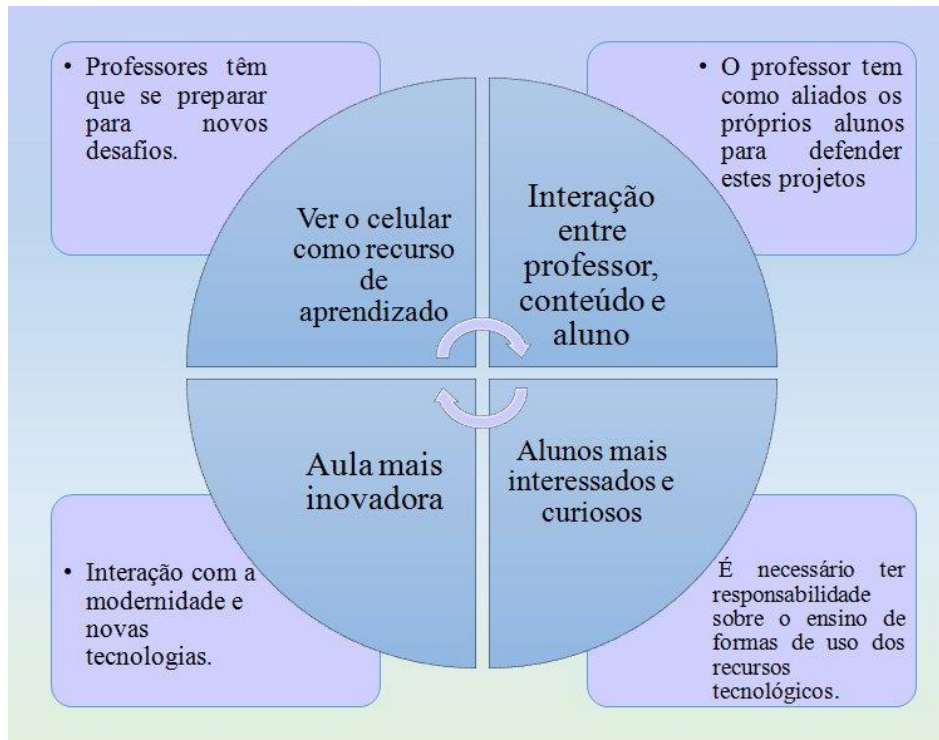 • Professores têm
que se preparar
para novos
desafios.
• O professor tem
como aliados os
próprios alunos
para defender
estes projetos
Ver o celular
como recurso
de
aprendizado
Interação
entre
professor,
conteúdo e
aluno
Aula mais
inovadora
Alunos mais
interessados e
curiosos
• Interação com a
modernidade e
novas
tecnologias.
É necessário ter
responsabilidade
sobre o ensino de
formas de uso dos
recursos
tecnológicos.